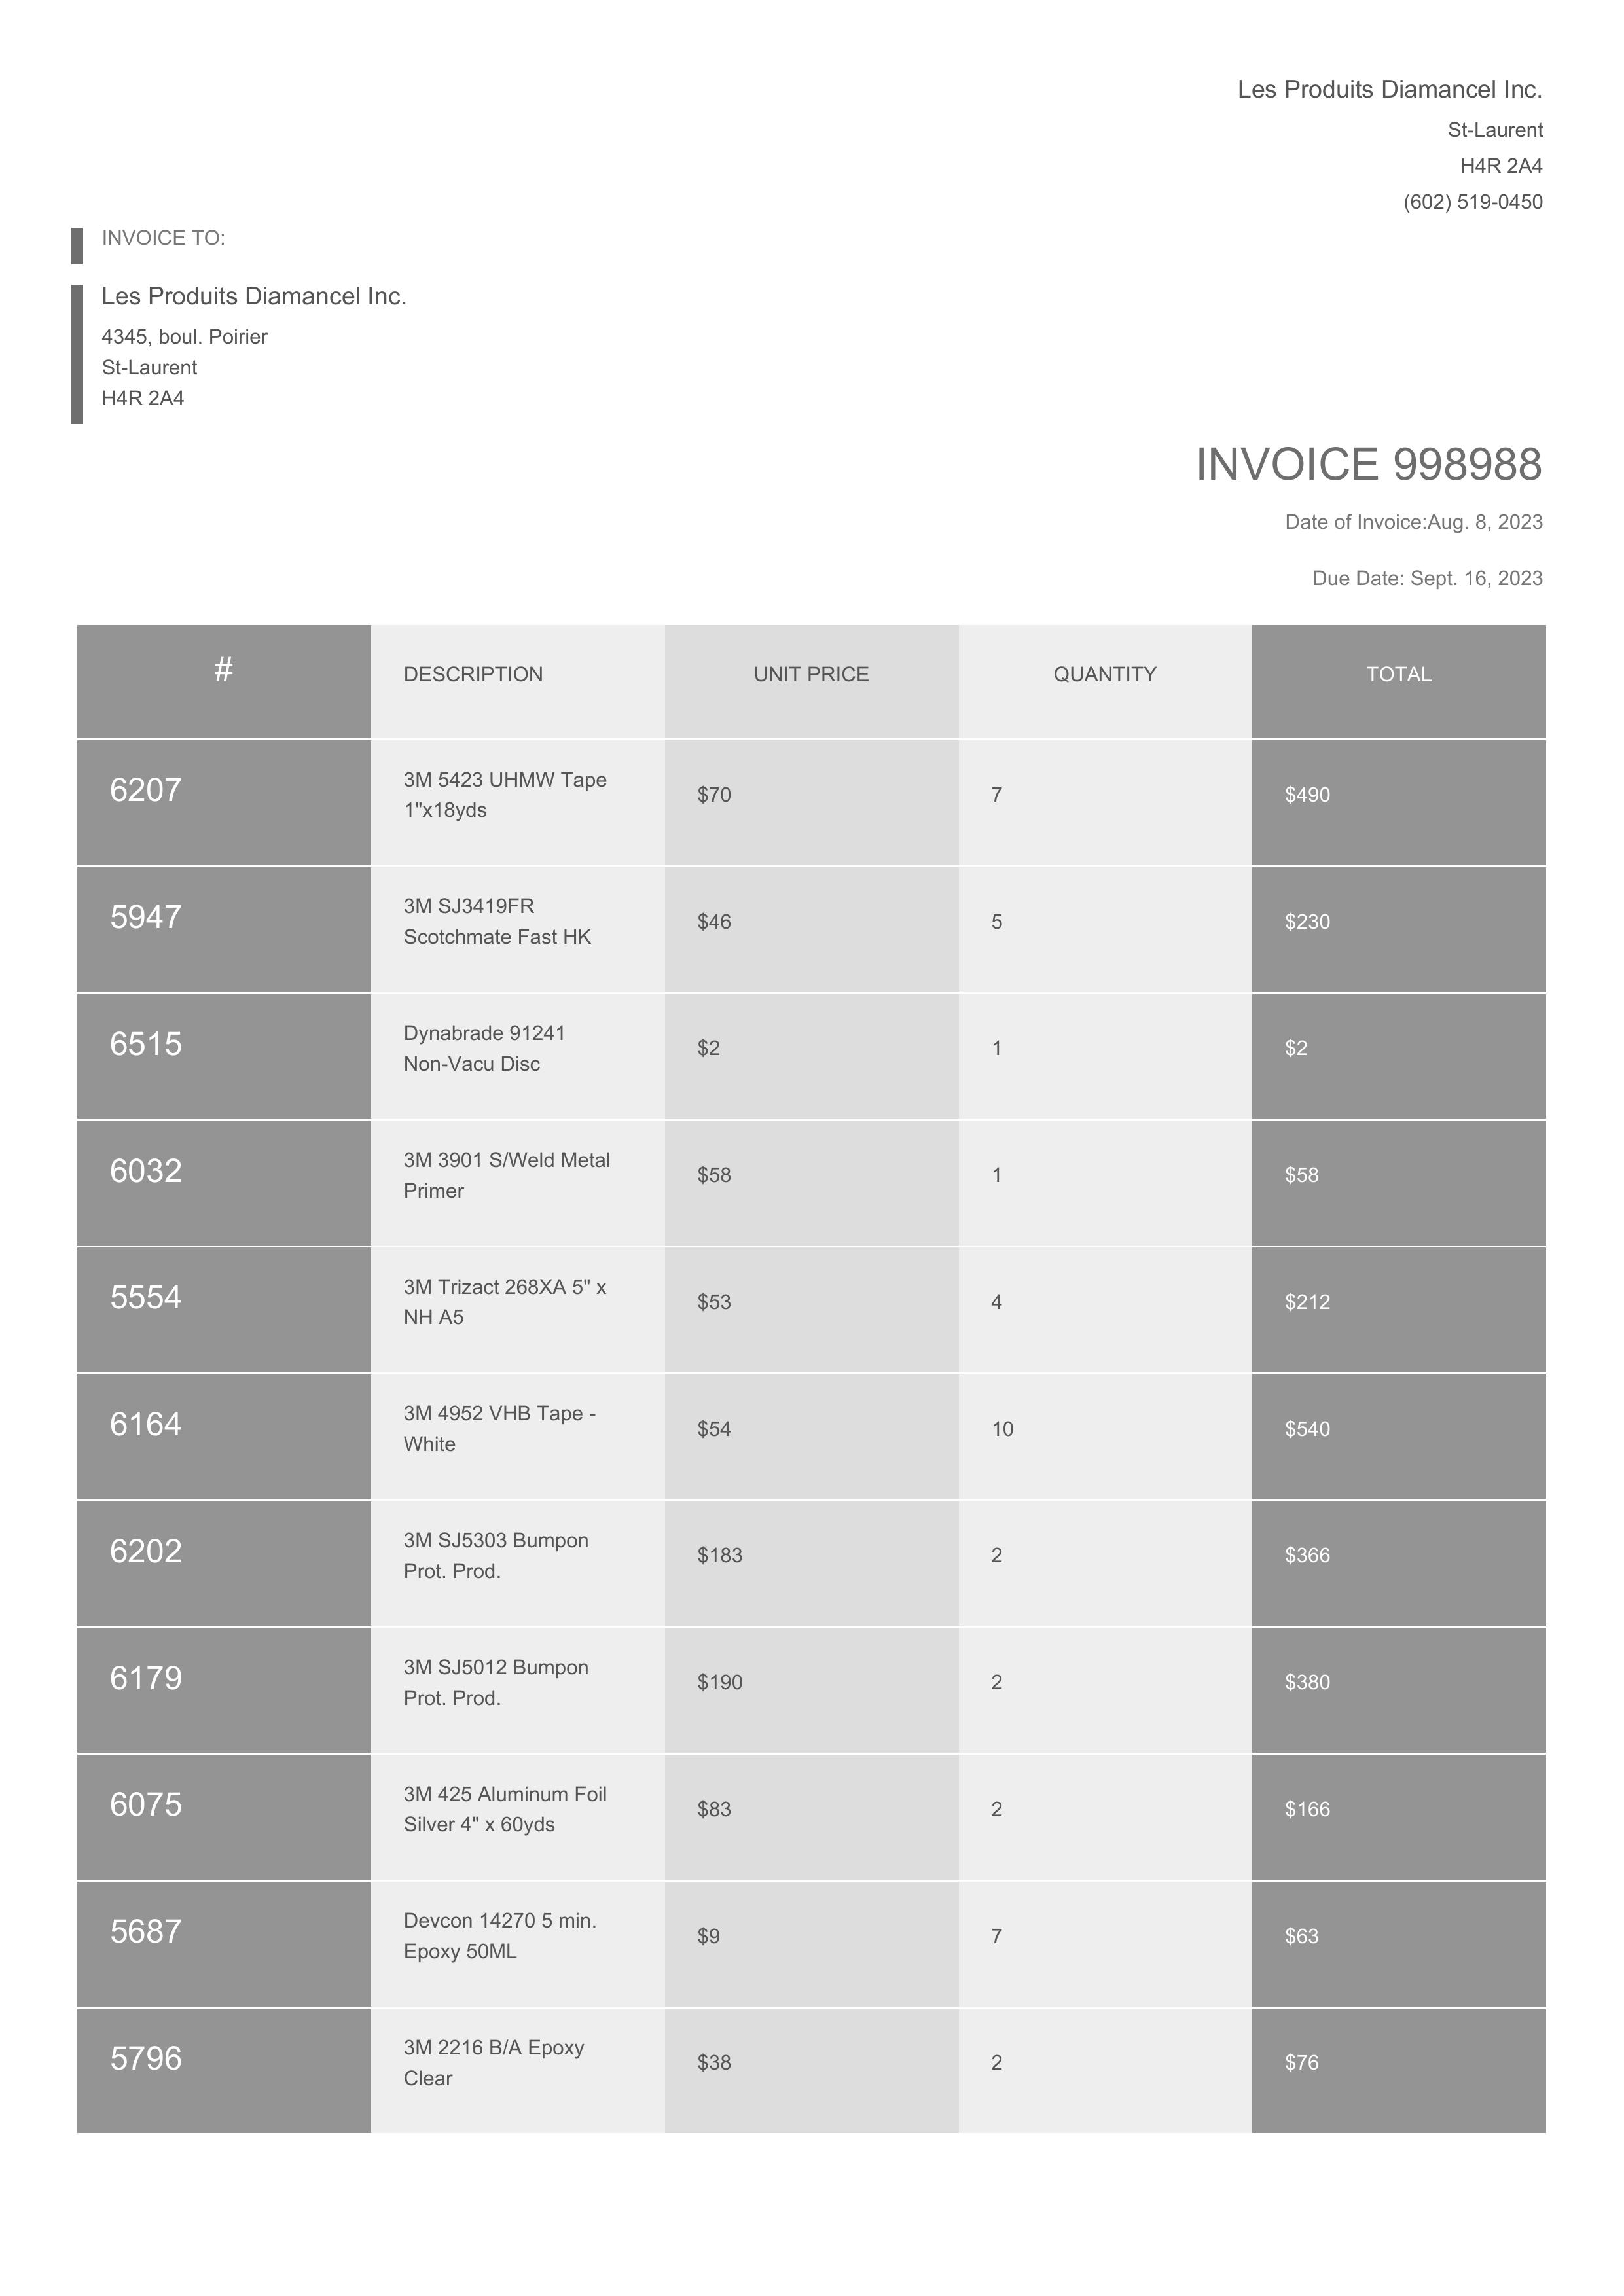 Les Produits Diamancel Inc.
St-Laurent
H4R 2A4
(602) 519-0450
INVOICE TO:
Les Produits Diamancel Inc.
4345, boul. Poirier
St-Laurent
H4R 2A4
INVOICE 998988
Date of Invoice:Aug. 8, 2023
Due Date: Sept. 16, 2023
# DESCRIPTION UNIT PRICE QUANTITY TOTAL
6207 3M 5423 UHMW Tape
1"x18yds $70 7 $490
5947 3M SJ3419FR
Scotchmate Fast HK $46 5 $230
6515 Dynabrade 91241
Non-Vacu Disc $2 1 $2
6032 3M 3901 S/Weld Metal
Primer $58 1 $58
5554 3M Trizact 268XA 5" x
NH A5 $53 4 $212
6164 3M 4952 VHB Tape -
White $54 10 $540
6202 3M SJ5303 Bumpon
Prot. Prod. $183 2 $366
6179 3M SJ5012 Bumpon
Prot. Prod. $190 2 $380
6075 3M 425 Aluminum Foil
Silver 4" x 60yds $83 2 $166
5687 Devcon 14270 5 min.
Epoxy 50ML $9 7 $63
5796 3M 2216 B/A Epoxy
Clear $38 2 $76